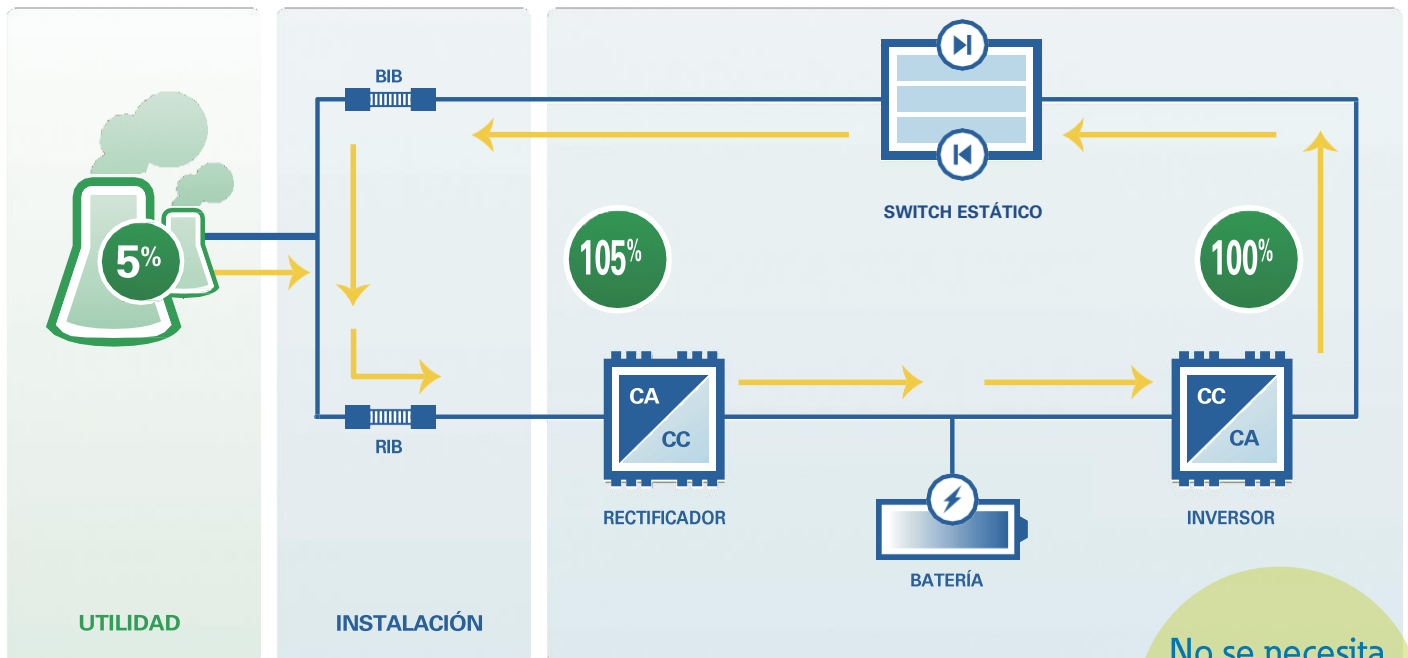 BIB
SWITCH ESTÁTICO
5%
105%
100%
CA
CC
CC
CA
RIB
RECTIFICADOR
INVERSOR
BATERÍA
UTILIDAD
INSTALACIÓN
No se necesita